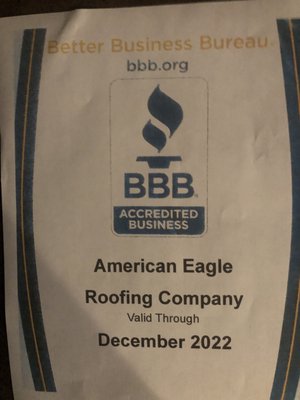 Better Business Bureau.
bbb.org
BBB
ACCREDITED
BUSINESS
American Eagle
Roofing Company
Valid Through
December 2022